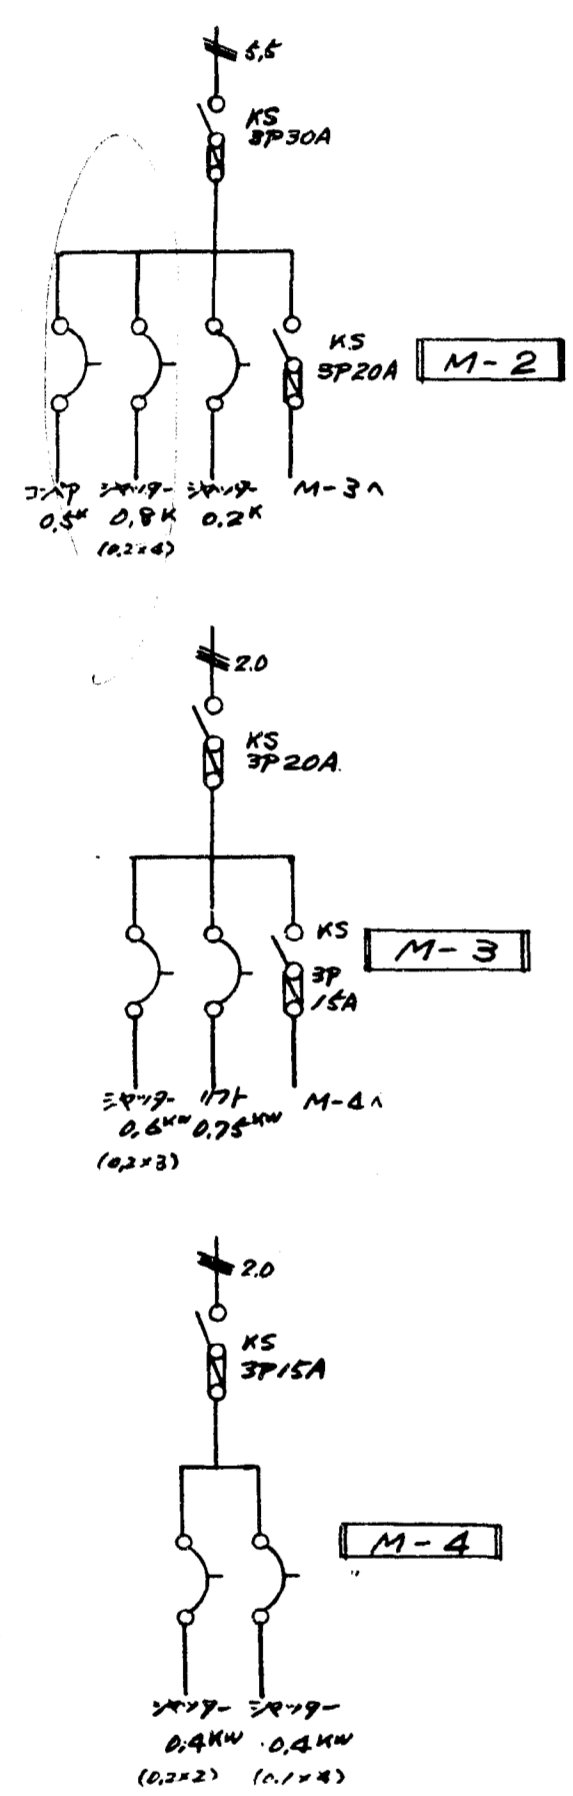 5,5
KS
3P30A
KS
3P20A
M-2
コンベア
0,5K
シャッター
0,8K
(0,2×4)
シャッター
0.2K
M-3へ
2.0
KS
3P20A
KS
3P
15A
M-3
シャッター
0,6KW
(0,2×3)
リフト
0,75KW
M-4へ
2.0
KS
3P15A
M-4
シャッター
0,4KW
(0,2×2)
シャッター
0,4KW
(0,1×4)